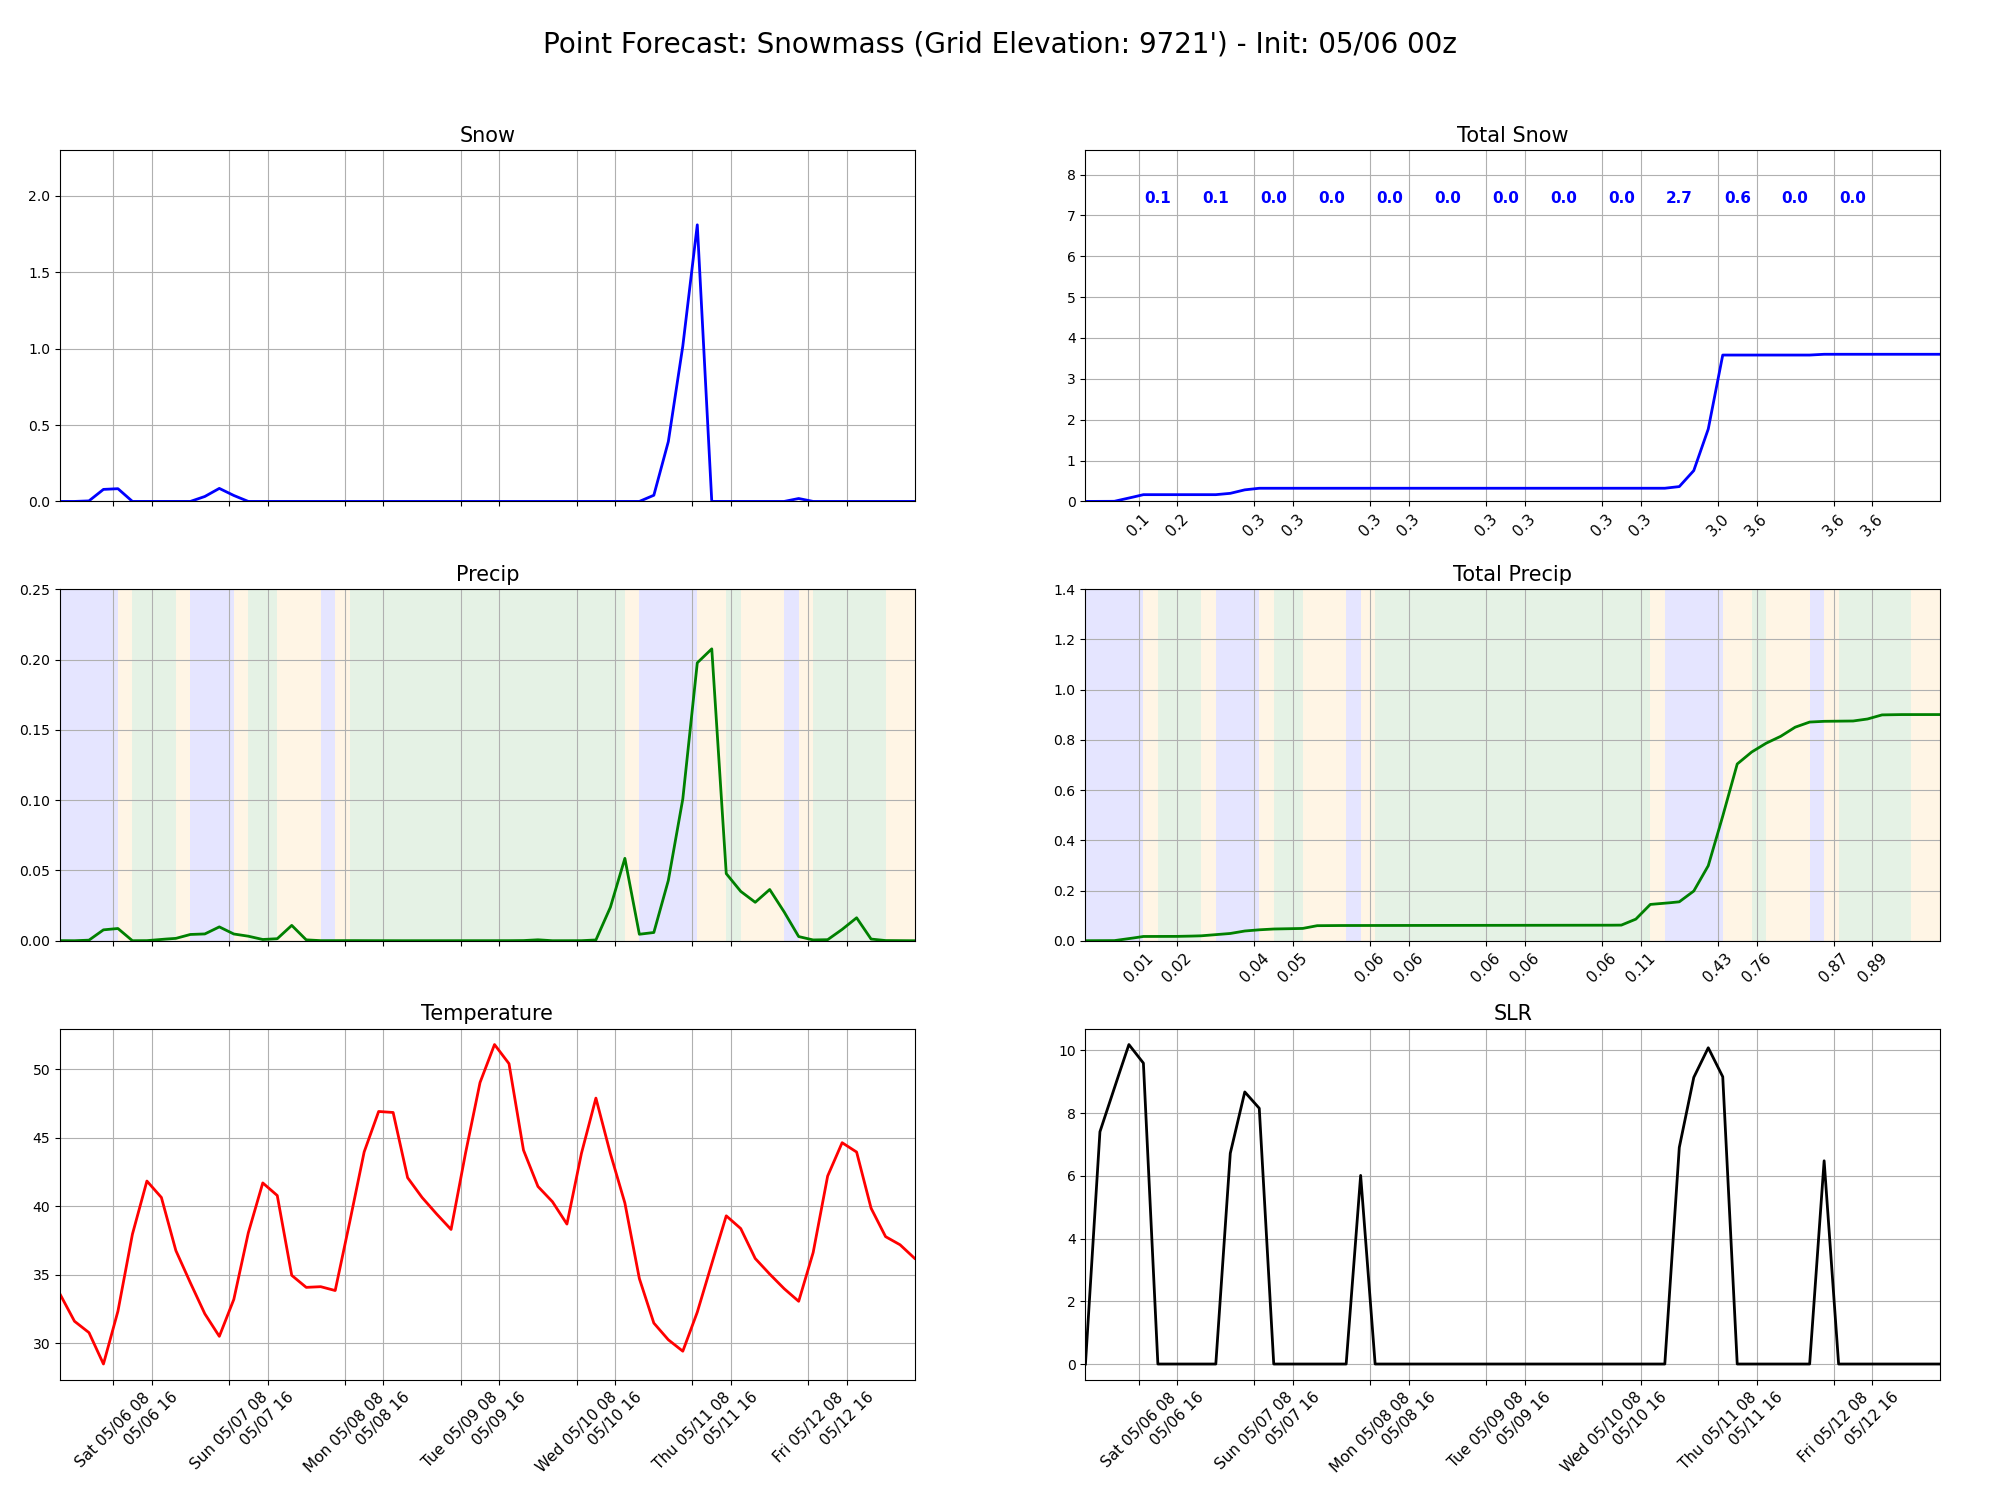 Point Forecast: Snowmass (Grid Elevation: 9721') - Init: 05/06 00z
Snow
2.0
1.5
1.0
0.5
0.0
Total Snow
8
7
6
5
4
3
2
1
0
0.1 0.1 0.0 0.0 0.0 0.0 0.0 0.0 0.0 2.7 0.6 0.0 0.0
0.1 0.2 0.3 0.3 0.3 0.3 0.3 0.3 0.3 0.3 3.0 3.6 3.6 3.6
Precip
0.25
0.20
0.15
0.10
0.05
0.00
Total Precip
1.4
1.2
1.0
0.8
0.6
0.4
0.2
0.0
0.01 0.02 0.04 0.05 0.06 0.06 0.06 0.06 0.06 0.11 0.43 0.76 0.87 0.89
Temperature
50
45
40
35
30
Sat 05/06 08
05/06 16
Sun 05/07 08
05/07 16
Mon 05/08 08
05/08 16
Tue 05/09 08
05/09 16
Wed 05/10 08
05/10 16
Thu 05/11 08
05/11 16
Fri 05/12 08
05/12 16
SLR
10
8
6
4
2
0
Sat 05/06 08
05/06 16
Sun 05/07 08
05/07 16
Mon 05/08 08
05/08 16
Tue 05/09 08
05/09 16
Wed 05/10 08
05/10 16
Thu 05/11 08
05/11 16
Fri 05/12 08
05/12 16